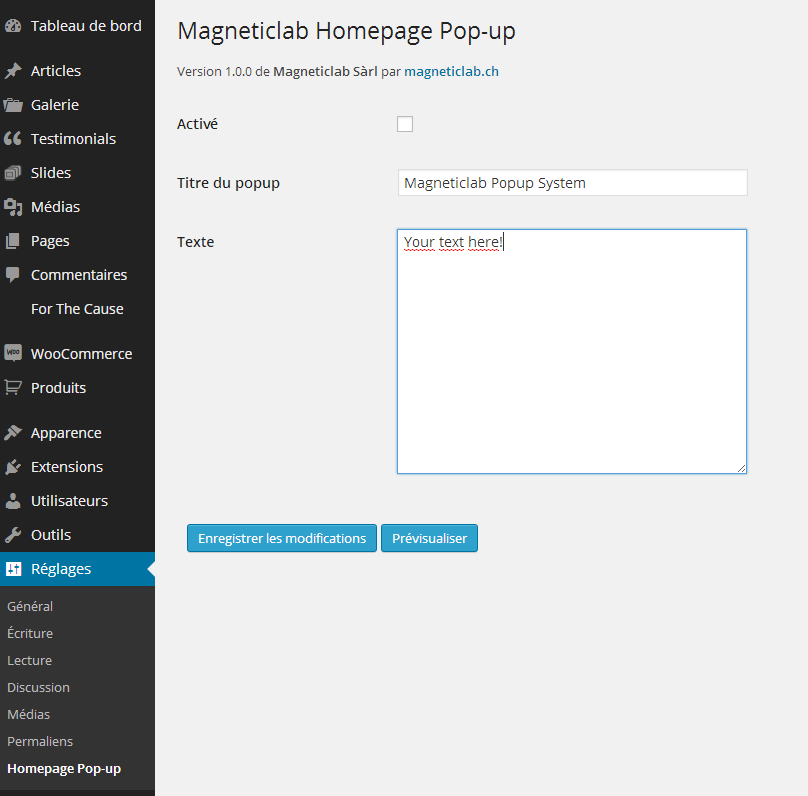 Tableau de bord
Articles
Galerie
Testimonials
Slides
Médias
Pages
Commentaires
For The Cause
WOO WooCommerce
Produits
Apparence
Extensions
Utilisateurs
Outils
Réglages
Général
Écriture
Lecture
Discussion
Médias
Permaliens
Homepage Pop-up
Magneticlab Homepage Pop-up
Version 1.0.0 de Magneticlab Sàrl par magneticlab.ch
Activé
Titre du popup
Magneticlab Popup System
Texte
Your text here!
Enregistrer les modifications
Prévisualiser